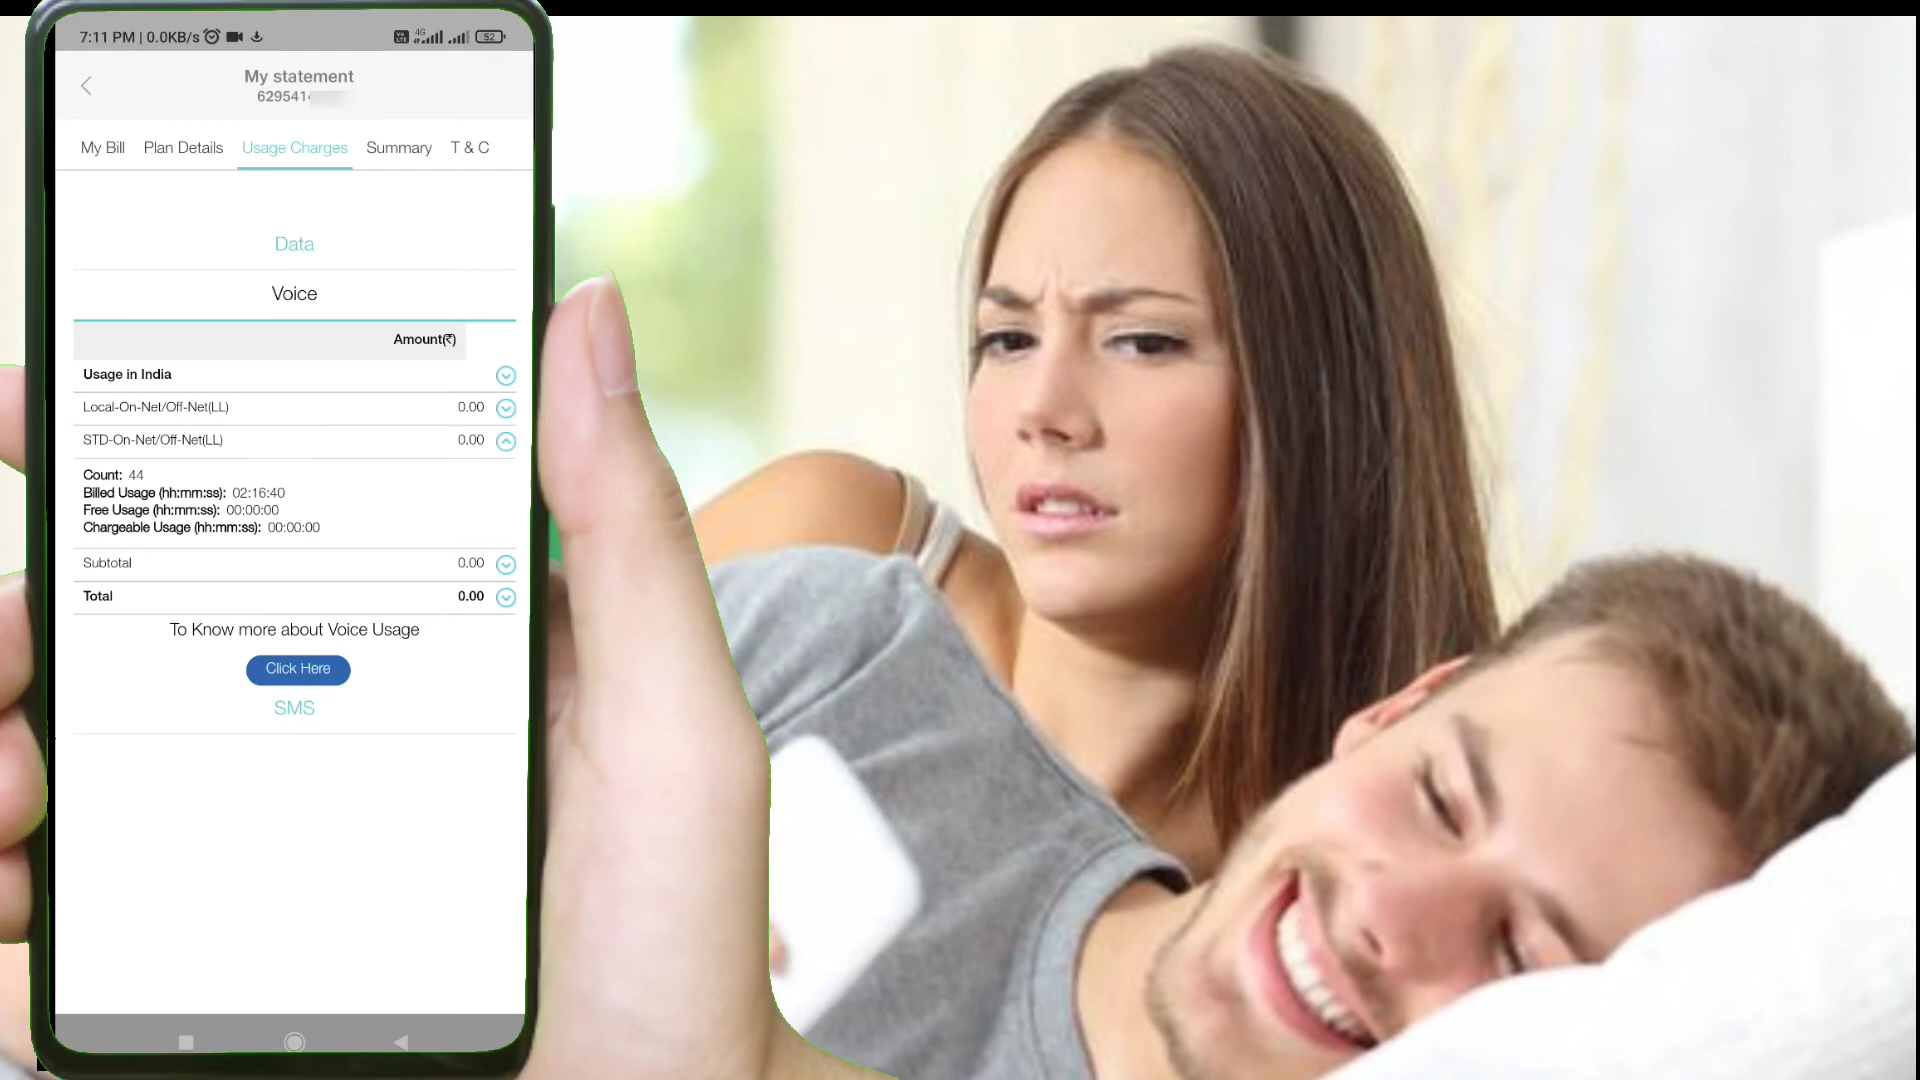 7:11 PM | 0.0KB/s
4G
52
My statement
629541
My Bill Plan Details Usage Charges Summary T & C
Data
Voice
Amount(₹)
Usage in India
Local-On-Net/Off-Net(LL) 0.00
STD-On-Net/Off-Net(LL) 0.00
Count: 44
Billed Usage (hh:mm:ss): 02:16:40
Free Usage (hh:mm:ss): 00:00:00
Chargeable Usage (hh:mm:ss): 00:00:00
Subtotal 0.00
Total 0.00
To Know more about Voice Usage
Click Here
SMS